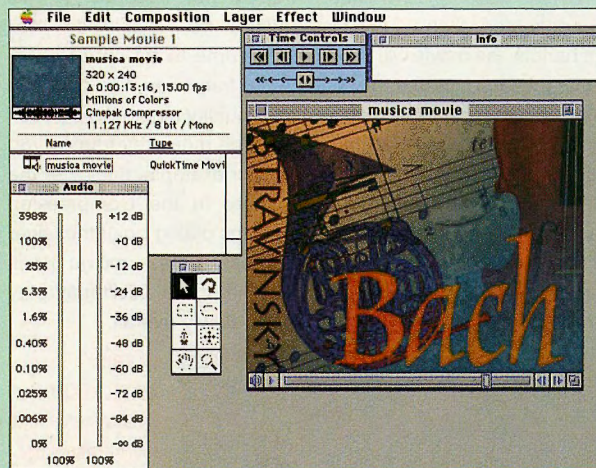 File Edit Composition Layer Effect Window
Sample Movie 1
musica movie
320 x 240
Δ 0:00:13:16, 15.00 fps
Millions of Colors
Cinepak Compressor
11.127 KHz / 8 bit / Mono
Name Type
musica movie QuickTime Movi
Time Controls
Info
musica movie
TRAWINSKY
Bach
Audio
L R
398% +12 dB
100% +0 dB
25% -12 dB
6.3% -24 dB
1.6% -36 dB
0.40% -48 dB
0.10% -60 dB
.025% -72 dB
.006% -84 dB
0% -∞ dB
100% 100%